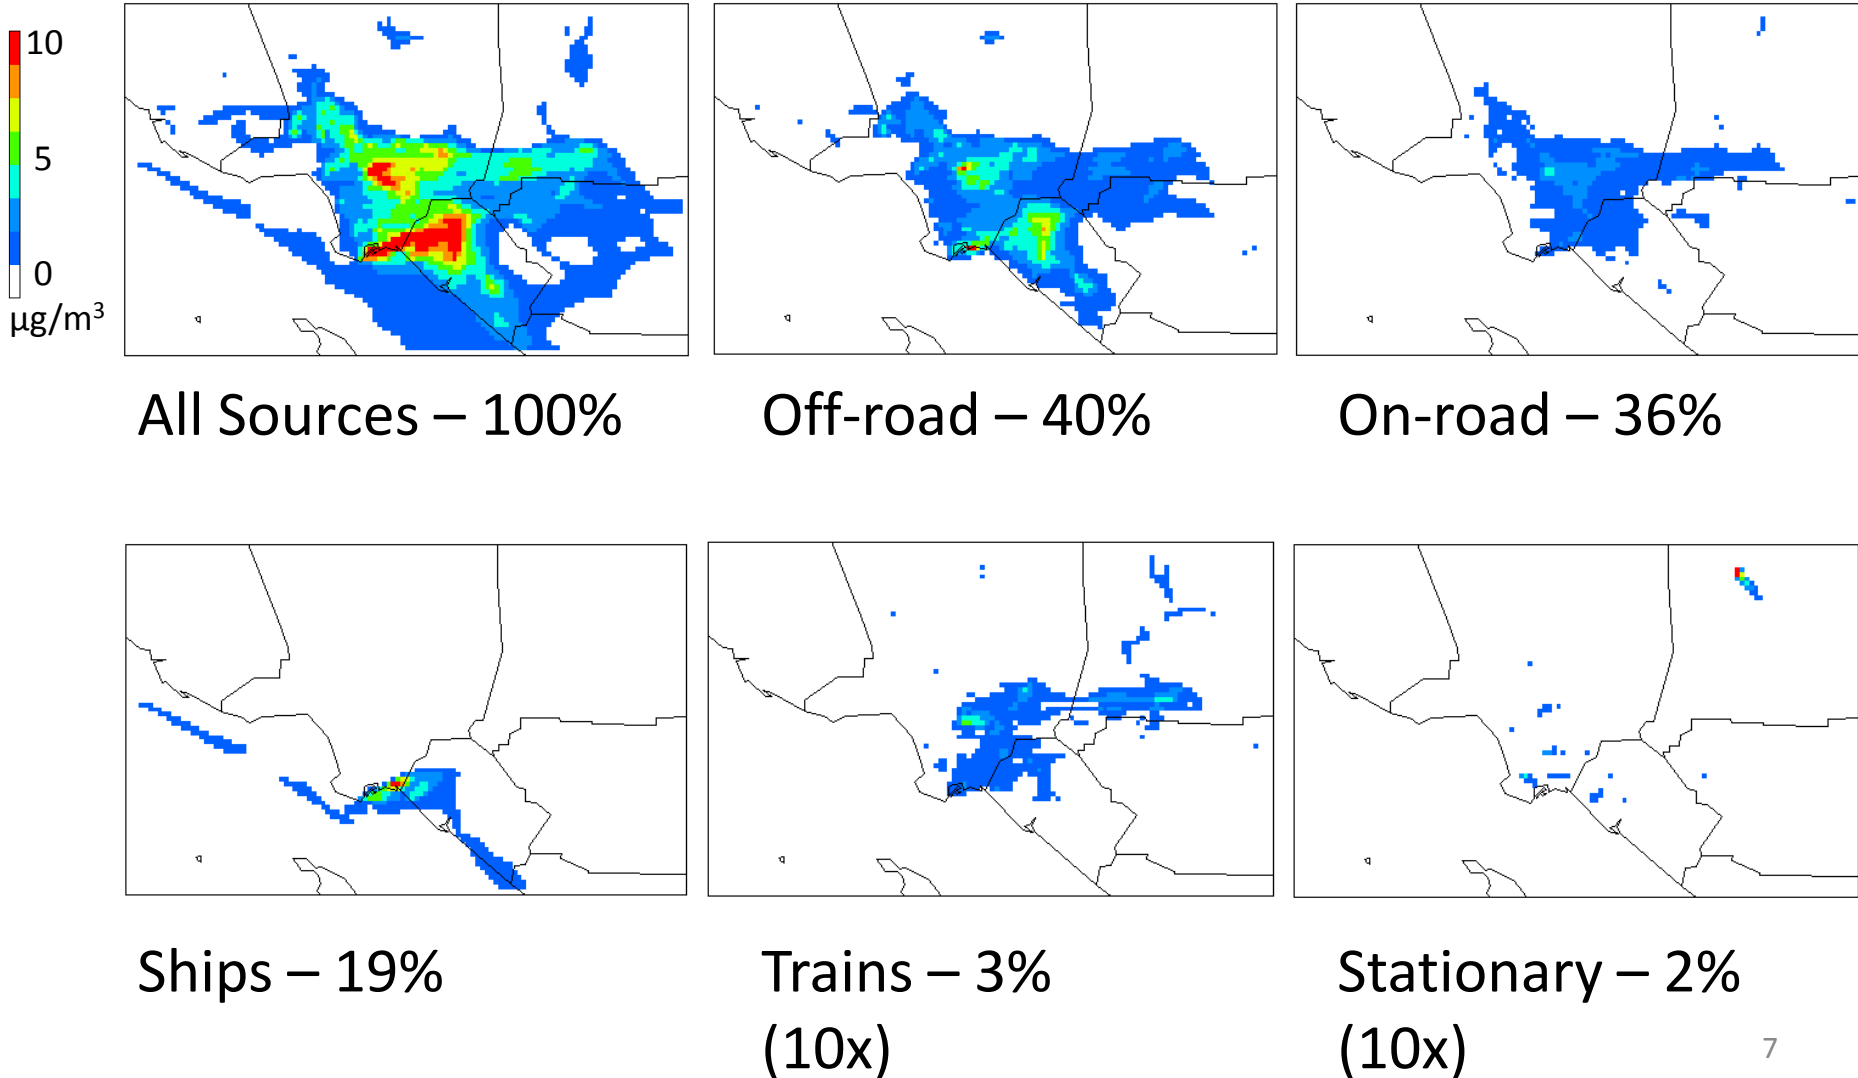 10
5
0
µg/m³
All Sources – 100%
Off-road – 40%
On-road – 36%
Ships – 19%
Trains – 3%
(10x)
Stationary – 2%
(10x)
7